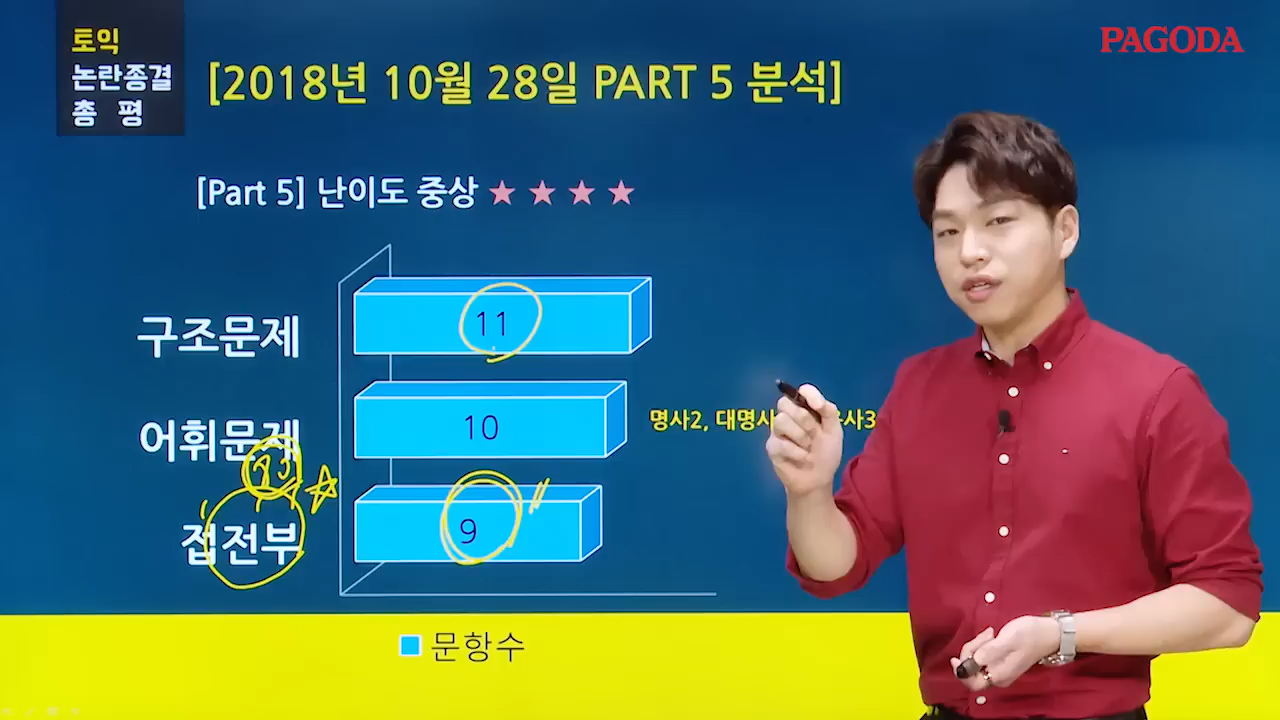 토익
논란종결
총 평
PAGODA
[2018년 10월 28일 PART 5 분석]
[Part 5] 난이도 중상 ★ ★ ★ ★
구조문제
11
어휘문제
10
명사2, 대명사
사3
접전부
9
문항수